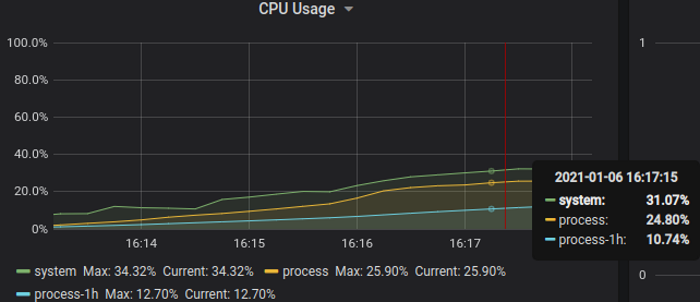 CPU Usage
100.0%
80.0%
60.0%
40.0%
20.0%
0%
16:14
16:15
16:16
16:17
1
0
2021-01-06 16:17:15
system: 31.07%
process: 24.80%
process-1h: 10.74%
system Max: 34.32% Current: 34.32% process Max: 25.90% Current: 25.90%
process-1h Max: 12.70% Current: 12.70%